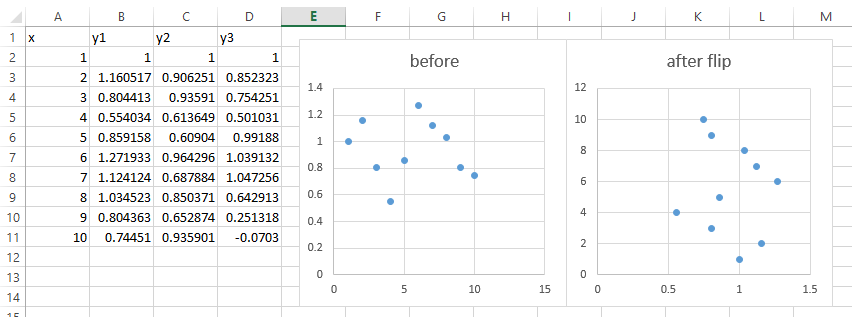 A B C D E F G H I J K L M
1 x y1 y2 y3
2 1 1 1 1
3 2 1.160517 0.906251 0.852323
4 3 0.804413 0.93591 0.754251
5 4 0.554034 0.613649 0.501031
6 5 0.859158 0.60904 0.99188
7 6 1.271933 0.964296 1.039132
8 7 1.124124 0.687884 1.047256
9 8 1.034523 0.850371 0.642913
10 9 0.804363 0.652874 0.251318
11 10 0.74451 0.935901 -0.0703
12
13
14
15
before
1.4
1.2
1
0.8
0.6
0.4
0.2
0
0 5 10 15
after flip
12
10
8
6
4
2
0
0 0.5 1 1.5